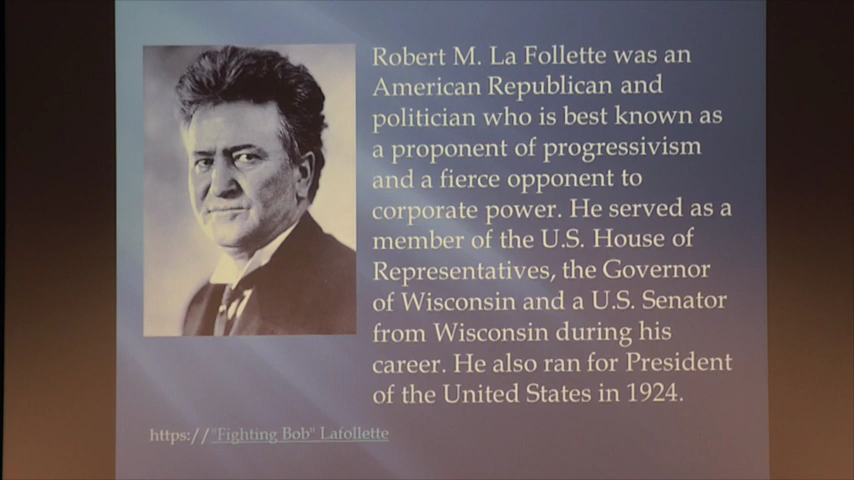 Robert M. La Follette was an
American Republican and
politician who is best known as
a proponent of progressivism
and a fierce opponent to
corporate power. He served as a
member of the U.S. House of
Representatives, the Governor
of Wisconsin and a U.S. Senator
from Wisconsin during his
career. He also ran for President
of the United States in 1924.
https://"Fighting Bob" Lafollette